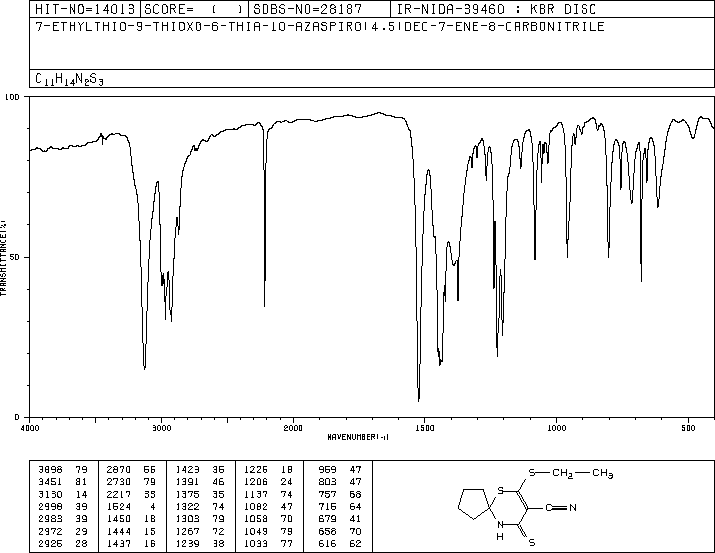 HIT-NO=14013 SCORE= ( ) SDBS-NO=28187 IR-NIDA-39460 : KBR DISC
7-ETHYLTHIO-9-THIOXO-6-THIA-10-AZASPIRO(4.5)DEC-7-ENE-8-CARBONITRILE
C11H14N2S3
100
50
0
TRANSMITTANCE(%)
4000 3000 2000 1500 1000 500
WAVENUMBER(-1)
3898 79 2870 56 1423 36 1226 18 959 47
3451 81 2730 79 1391 46 1206 24 803 47
3130 14 2217 35 1375 35 1137 74 757 68
2998 39 1524 4 1322 74 1082 47 715 64
2983 39 1450 18 1303 79 1058 70 679 41
2972 29 1444 15 1267 72 1049 79 658 70
2925 28 1437 16 1239 38 1033 77 616 62
S CH2 CH3
S
C N
N
H
S